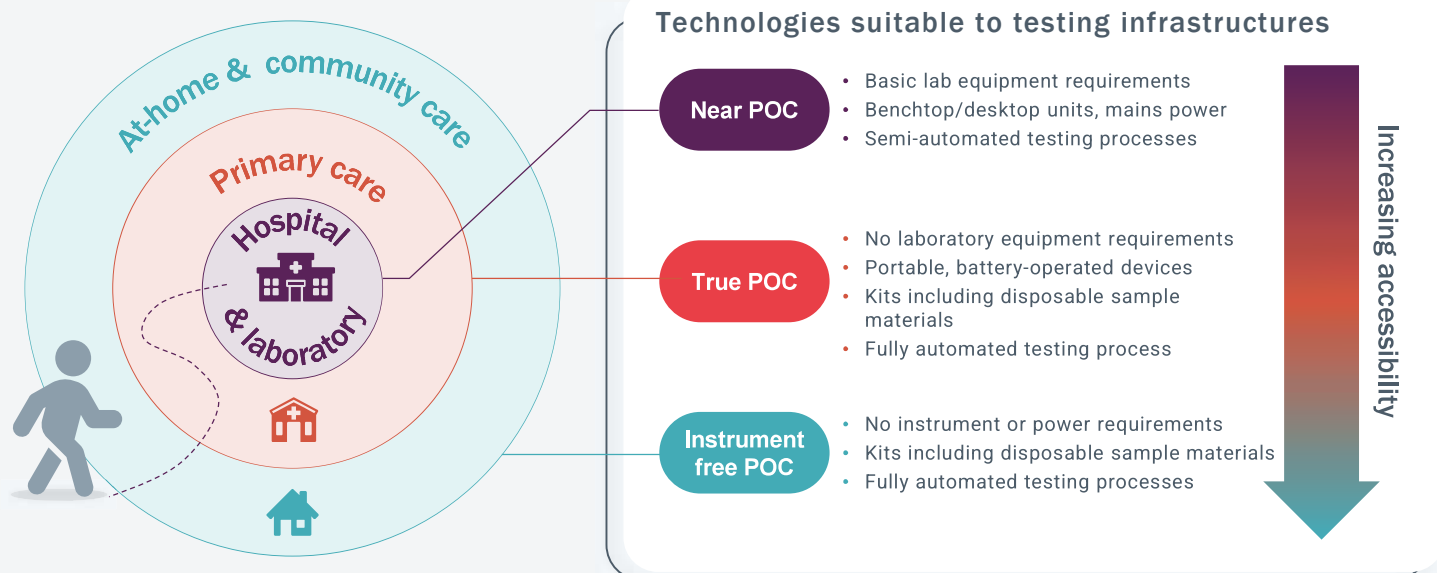 Technologies suitable to testing infrastructures
At-home & community care
Primary care
Hospital
& laboratory
Near POC
• Basic lab equipment requirements
• Benchtop/desktop units, mains power
• Semi-automated testing processes
True POC
• No laboratory equipment requirements
• Portable, battery-operated devices
• Kits including disposable sample
materials
• Fully automated testing process
Instrument
free POC
• No instrument or power requirements
• Kits including disposable sample materials
• Fully automated testing processes
Increasing accessibility